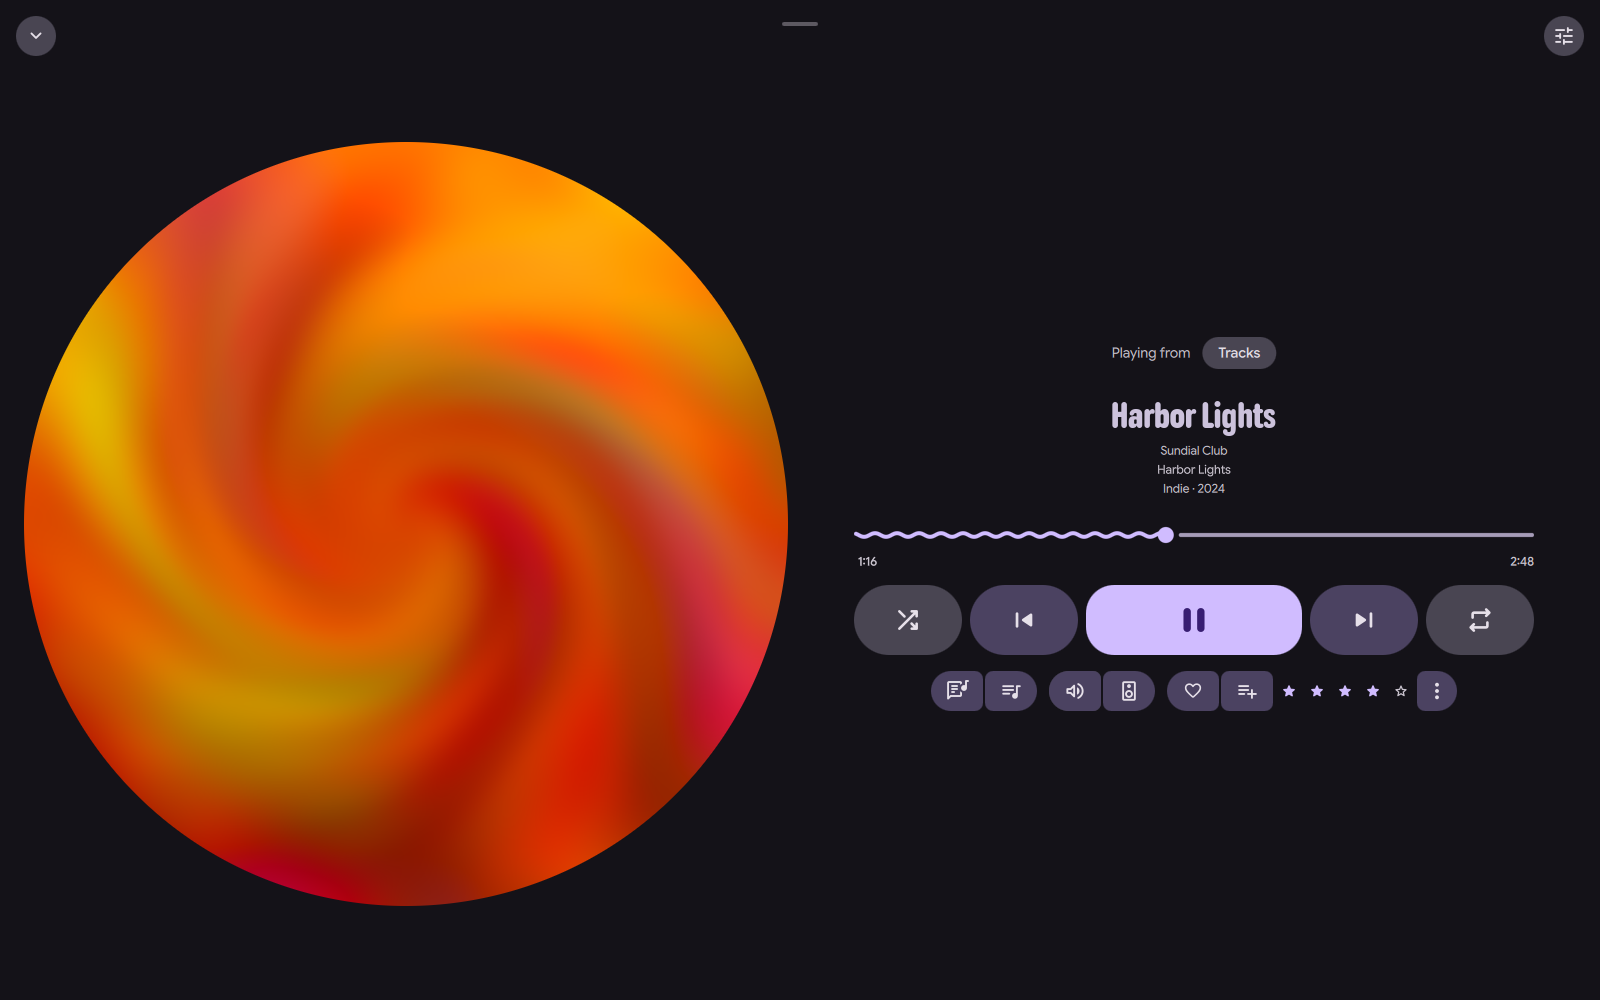 Playing from Tracks
Harbor Lights
Sundial Club
Harbor Lights
Indie · 2024
1:16 2:48